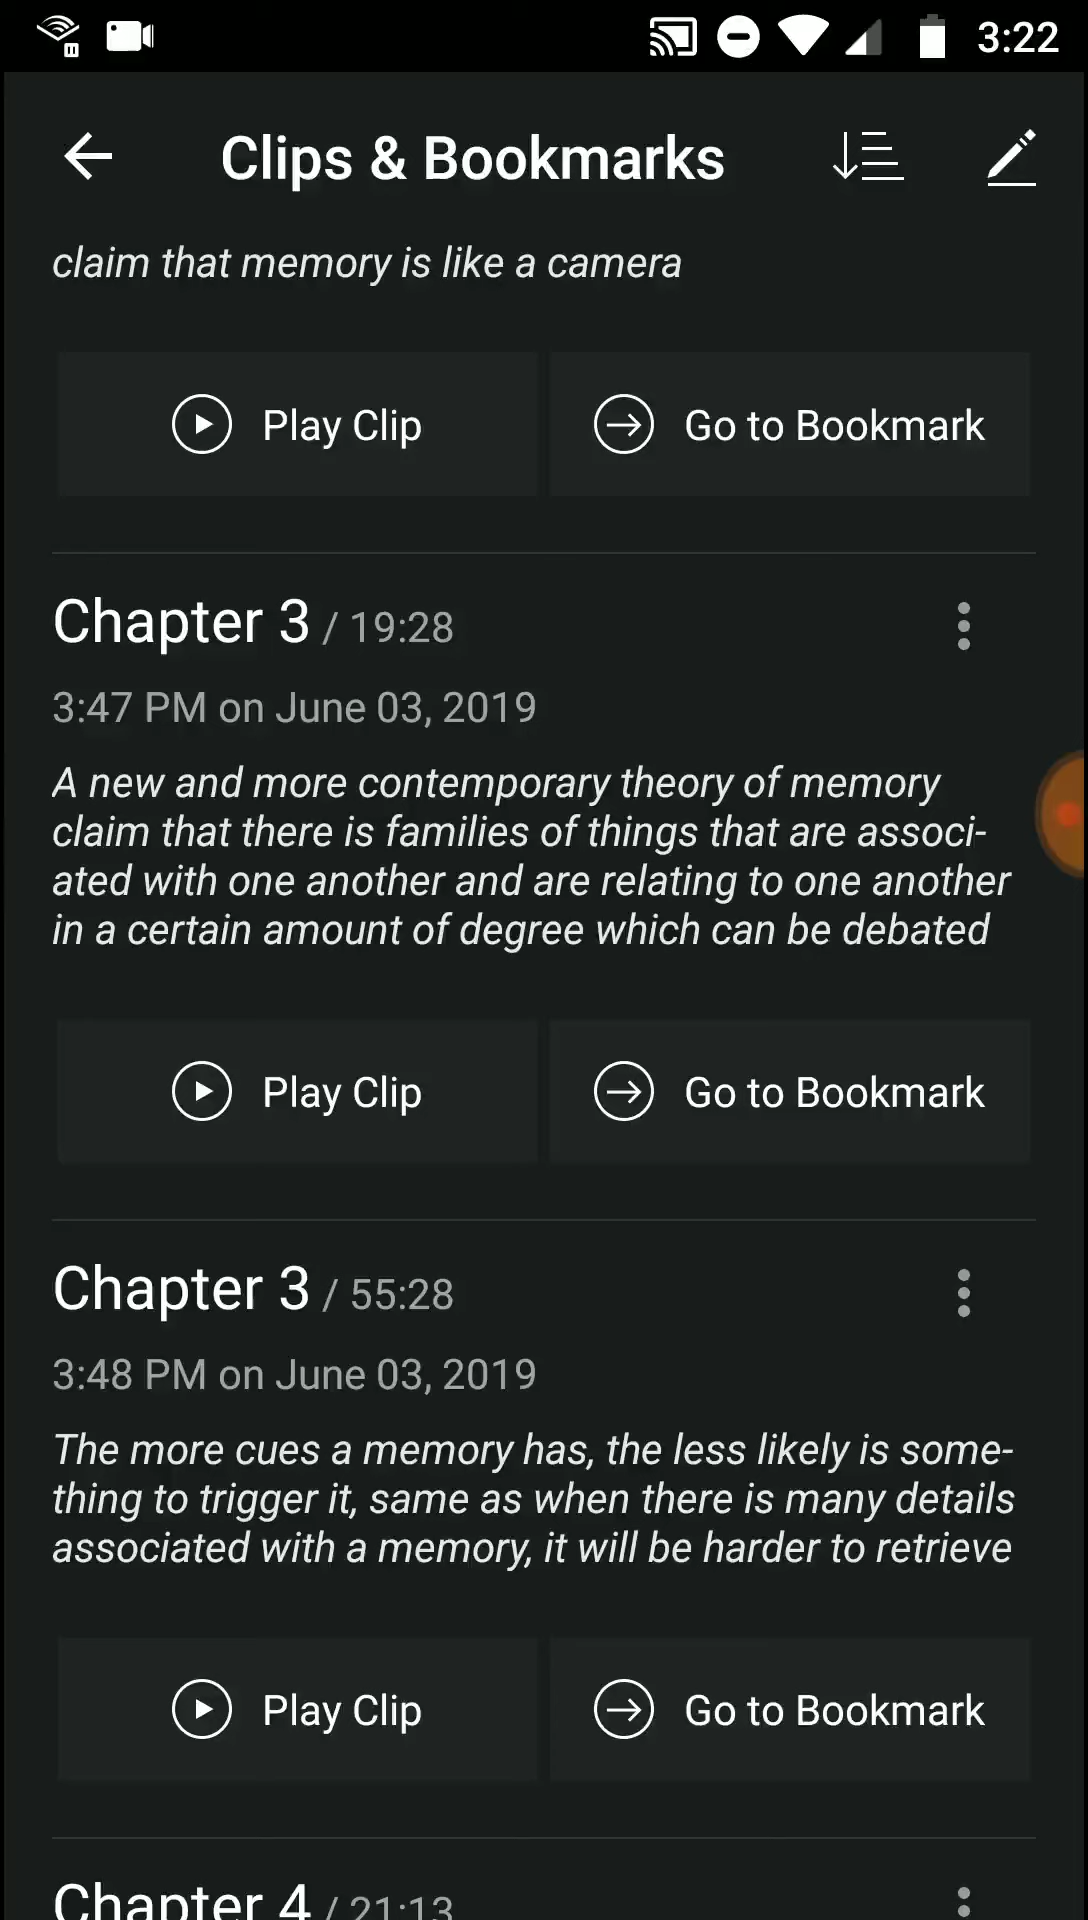 3:22
Clips & Bookmarks
claim that memory is like a camera
Play Clip
Go to Bookmark
Chapter 3 / 19:28
3:47 PM on June 03, 2019
A new and more contemporary theory of memory
claim that there is families of things that are associ-
ated with one another and are relating to one another
in a certain amount of degree which can be debated
Play Clip
Go to Bookmark
Chapter 3 / 55:28
3:48 PM on June 03, 2019
The more cues a memory has, the less likely is some-
thing to trigger it, same as when there is many details
associated with a memory, it will be harder to retrieve
Play Clip
Go to Bookmark
Chapter 4 / 21:13